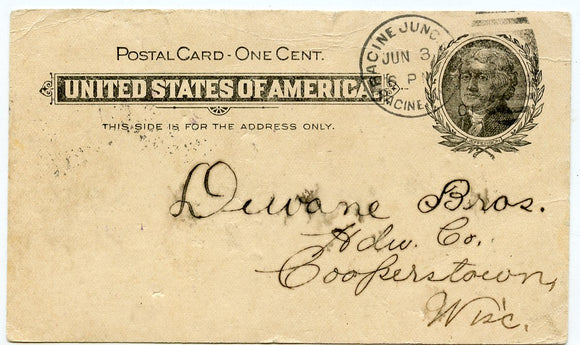 POSTAL CARD - ONE CENT.
UNITED STATES OF AMERICA
THIS SIDE IS FOR THE ADDRESS ONLY.
RACINE JUNC
JUN 3
6 P
RACINE
Dewane Bros.
Hdw. Co.
Cooperstown,
Wisc.